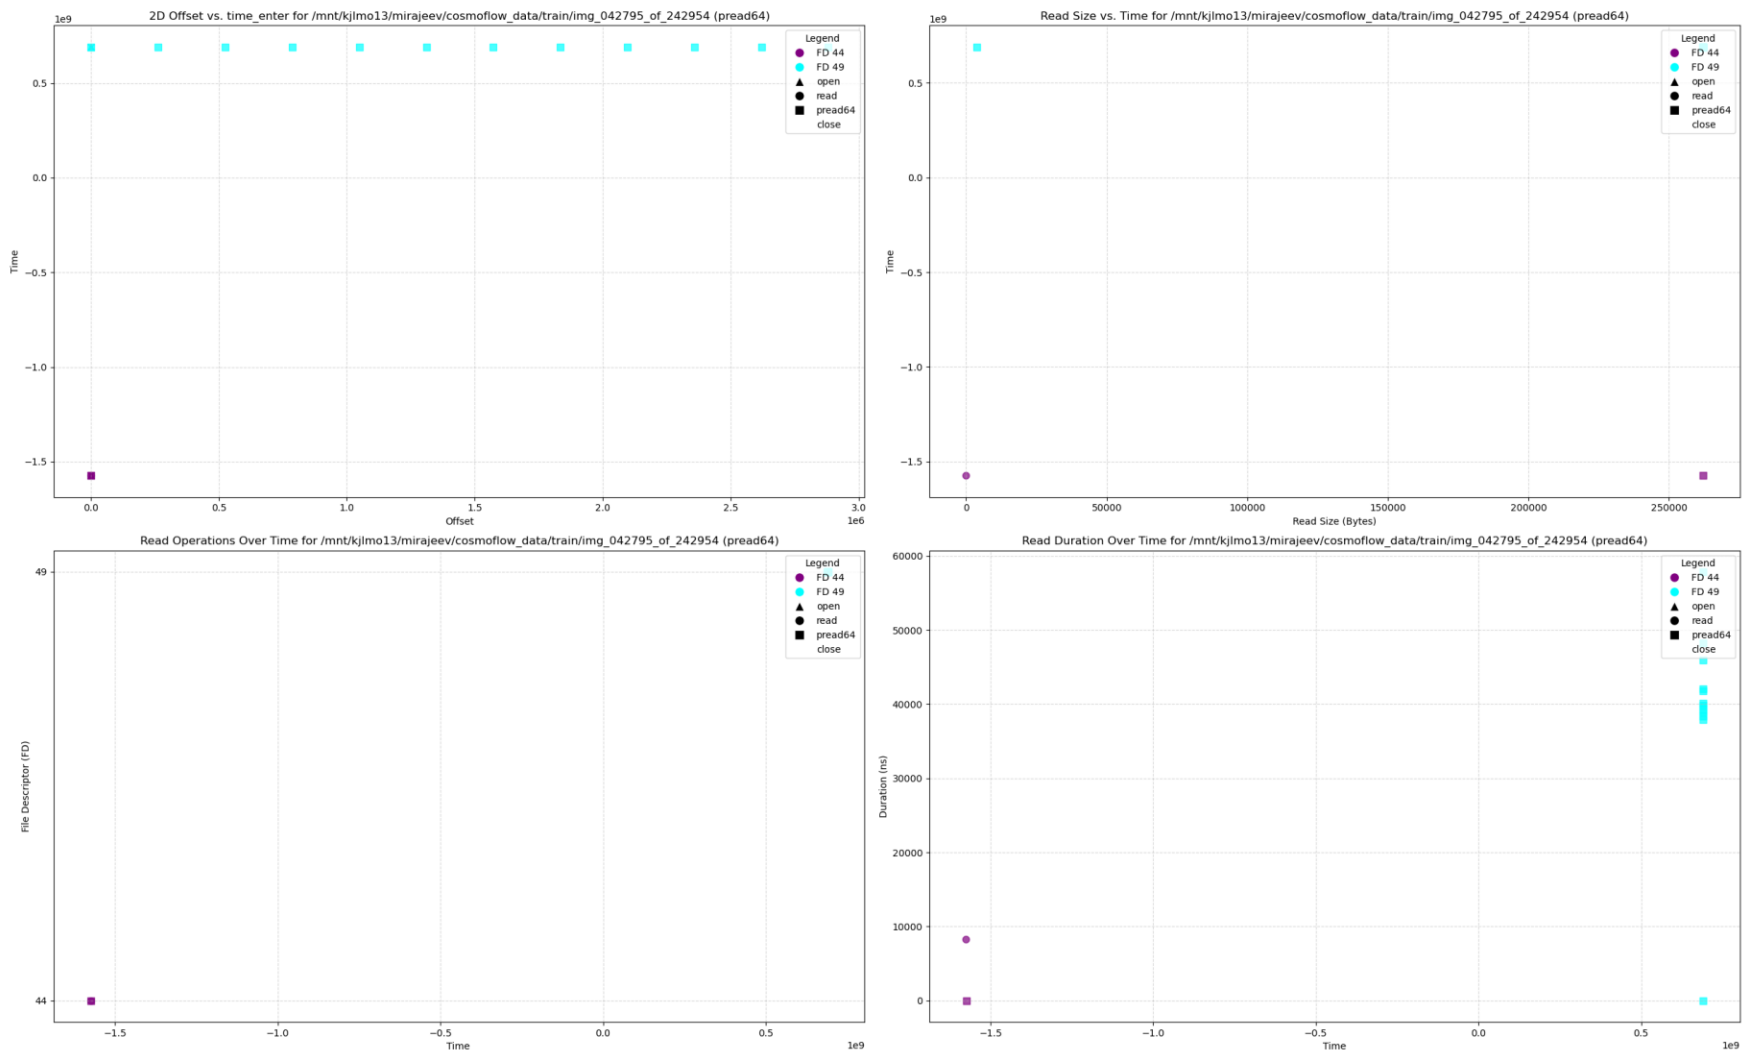 2D Offset vs. time_enter for /mnt/kjlmo13/mirajeev/cosmoflow_data/train/img_042795_of_242954 (pread64)
1e9
Legend
FD 44
FD 49
open
read
pread64
close
0.5
0.0
−0.5
−1.0
−1.5
Time
0.0 0.5 1.0 1.5 2.0 2.5 3.0
Offset
1e6
Read Size vs. Time for /mnt/kjlmo13/mirajeev/cosmoflow_data/train/img_042795_of_242954 (pread64)
1e9
Legend
FD 44
FD 49
open
read
pread64
close
0.5
0.0
−0.5
−1.0
−1.5
Time
0 50000 100000 150000 200000 250000
Read Size (Bytes)
Read Operations Over Time for /mnt/kjlmo13/mirajeev/cosmoflow_data/train/img_042795_of_242954 (pread64)
Legend
FD 44
FD 49
open
read
pread64
close
49
44
File Descriptor (FD)
−1.5 −1.0 −0.5 0.0 0.5
Time
1e9
Read Duration Over Time for /mnt/kjlmo13/mirajeev/cosmoflow_data/train/img_042795_of_242954 (pread64)
Legend
FD 44
FD 49
open
read
pread64
close
60000
50000
40000
30000
20000
10000
0
Duration (ns)
−1.5 −1.0 −0.5 0.0 0.5
Time
1e9